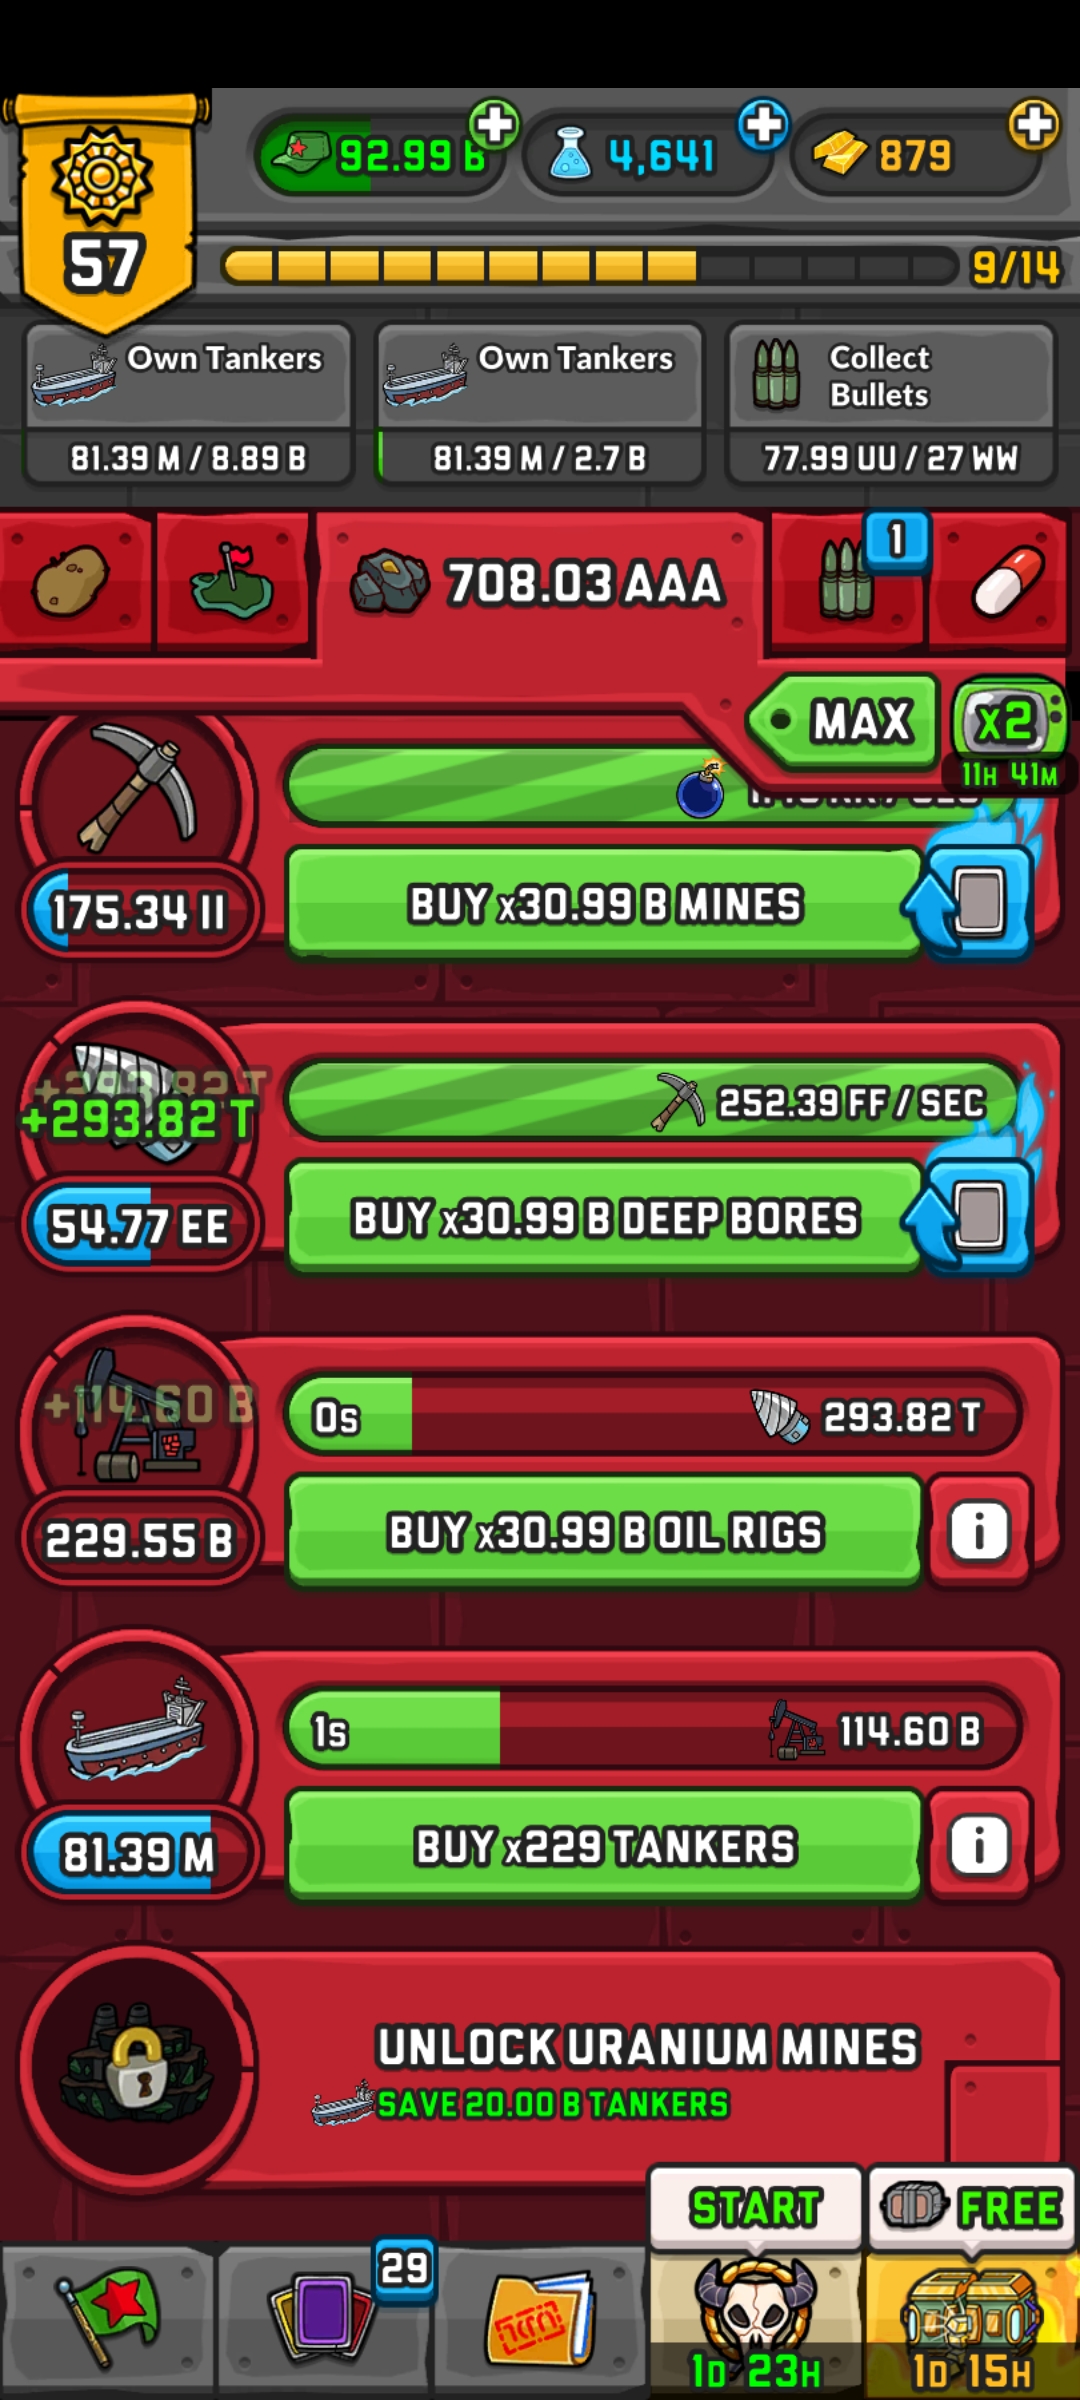 92.99 B
4,641
879
57
9/14
Own Tankers
81.39 M / 8.89 B
Own Tankers
81.39 M / 2.7 B
Collect
Bullets
77.99 UU / 27 WW
708.03 AAA
1
MAX
x2
11H 41M
175.34 II
BUY x30.99 B MINES
+293.82 T
+293.82 T
252.39 FF / SEC
54.77 EE
BUY x30.99 B DEEP BORES
+114.60 B
0s
293.82 T
229.55 B
BUY x30.99 B OIL RIGS
i
1s
114.60 B
81.39 M
BUY x229 TANKERS
i
UNLOCK URANIUM MINES
SAVE 20.00 B TANKERS
START
FREE
29
1D 23H
1D 15H